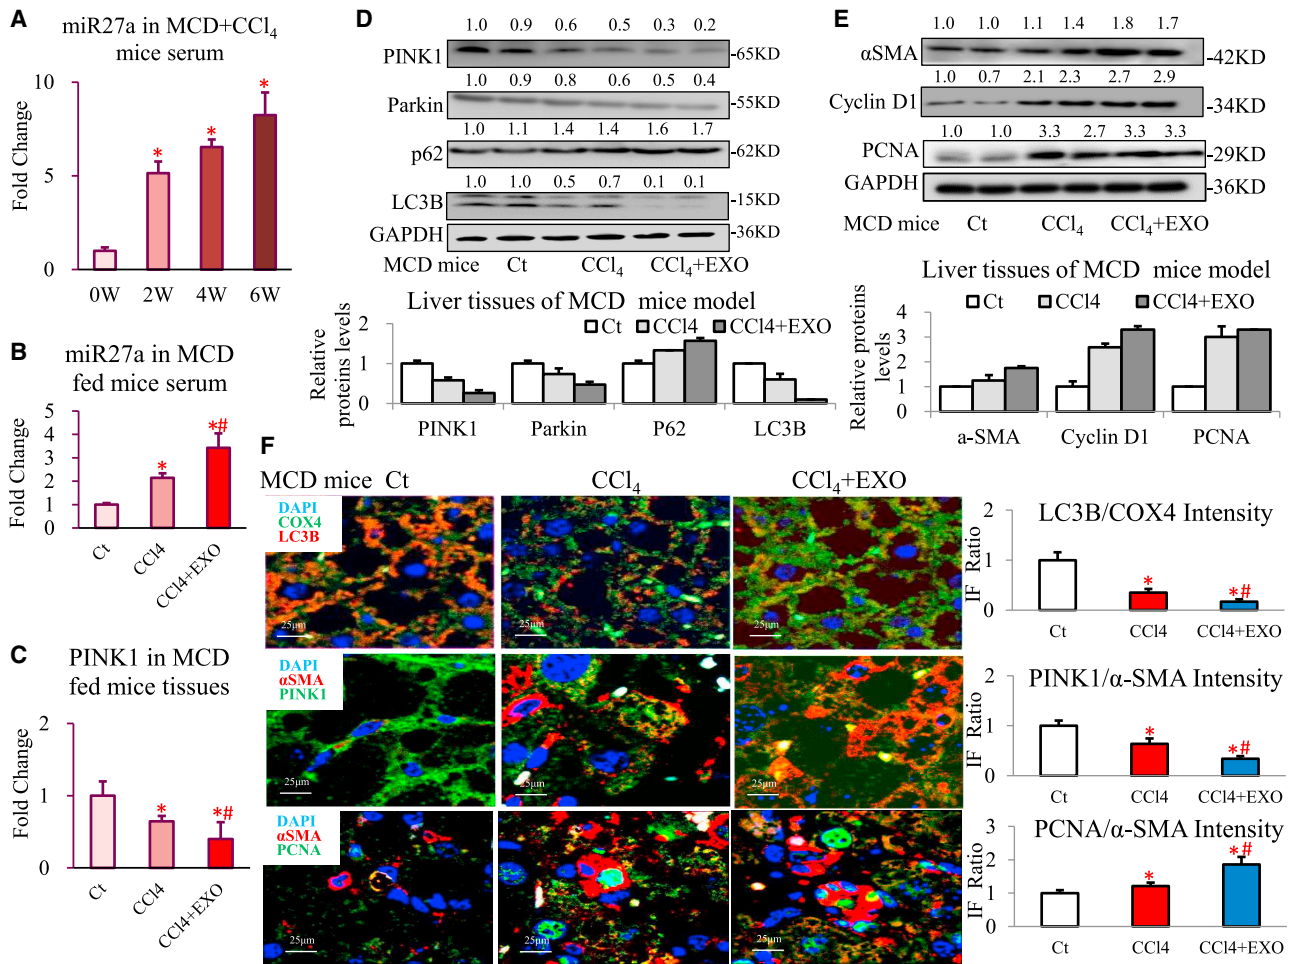 A
miR27a in MCD+CCl4
mice serum
Fold Change
10
5
0
*
*
*
0W 2W 4W 6W
B
miR27a in MCD
fed mice serum
Fold Change
5
4
3
2
1
0
*
*#
Ct CCl4 CCl4+EXO
C
PINK1 in MCD
fed mice tissues
Fold Change
2
1
0
*
*#
Ct CCl4 CCl4+EXO
D
1.0 0.9 0.6 0.5 0.3 0.2
PINK1 -65KD
1.0 0.9 0.8 0.6 0.5 0.4
Parkin -55KD
1.0 1.1 1.4 1.4 1.6 1.7
p62 -62KD
1.0 1.0 0.5 0.7 0.1 0.1
LC3B -15KD
GAPDH -36KD
MCD mice Ct CCl4 CCl4+EXO
Liver tissues of MCD mice model
Ct CCl4 CCl4+EXO
Relative
proteins levels
2
1
0
PINK1 Parkin P62 LC3B
E
1.0 1.0 1.1 1.4 1.8 1.7
αSMA -42KD
1.0 0.7 2.1 2.3 2.7 2.9
Cyclin D1 -34KD
1.0 1.0 3.3 2.7 3.3 3.3
PCNA -29KD
GAPDH -36KD
MCD mice Ct CCl4 CCl4+EXO
Liver tissues of MCD mice model
Ct CCl4 CCl4+EXO
Relative proteins
levels
4
3
2
1
0
a-SMA Cyclin D1 PCNA
F
MCD mice Ct CCl4 CCl4+EXO
DAPI
COX4
LC3B
25μm
25μm
25μm
LC3B/COX4 Intensity
IF Ratio
2
1
0
*
*#
Ct CCl4 CCl4+EXO
DAPI
αSMA
PINK1
25μm
25μm
25μm
PINK1/α-SMA Intensity
IF Ratio
2
1
0
*
*#
Ct CCl4 CCl4+EXO
DAPI
αSMA
PCNA
25μm
25μm
25μm
PCNA/α-SMA Intensity
IF Ratio
3
2
1
0
*
*#
Ct CCl4 CCl4+EXO